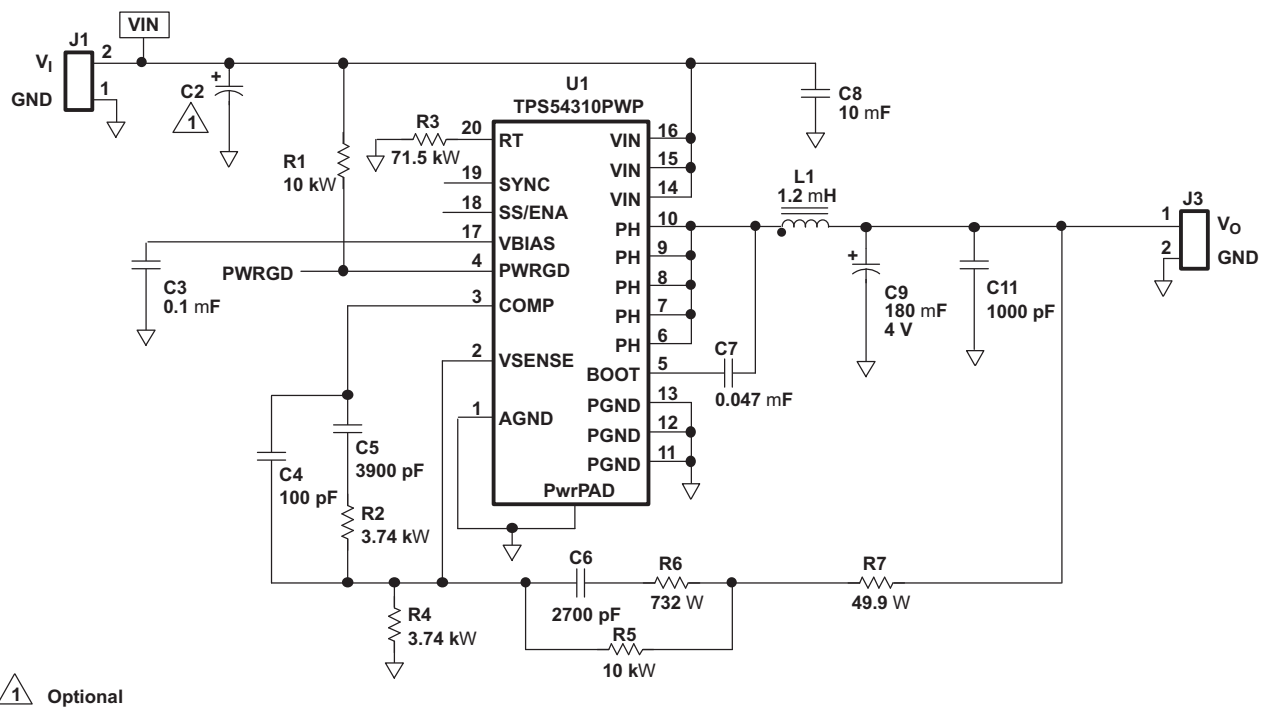 VIN
J1
V_I
2
1
GND
+
C2
1
R1
10 kW
R3
71.5 kW
U1
TPS54310PWP
C8
10 mF
20 RT
19 SYNC
18 SS/ENA
17 VBIAS
4 PWRGD
3 COMP
2 VSENSE
1 AGND
PwrPAD
VIN 16
VIN 15
VIN 14
PH 10
PH 9
PH 8
PH 7
PH 6
BOOT 5
PGND 13
PGND 12
PGND 11
PWRGD
C3
0.1 mF
L1
1.2 mH
J3
1 V_O
2 GND
+
C9
180 mF
4 V
C11
1000 pF
C7
0.047 mF
C4
100 pF
C5
3900 pF
R2
3.74 kW
R4
3.74 kW
C6
2700 pF
R6
732 W
R7
49.9 W
R5
10 kW
1 Optional